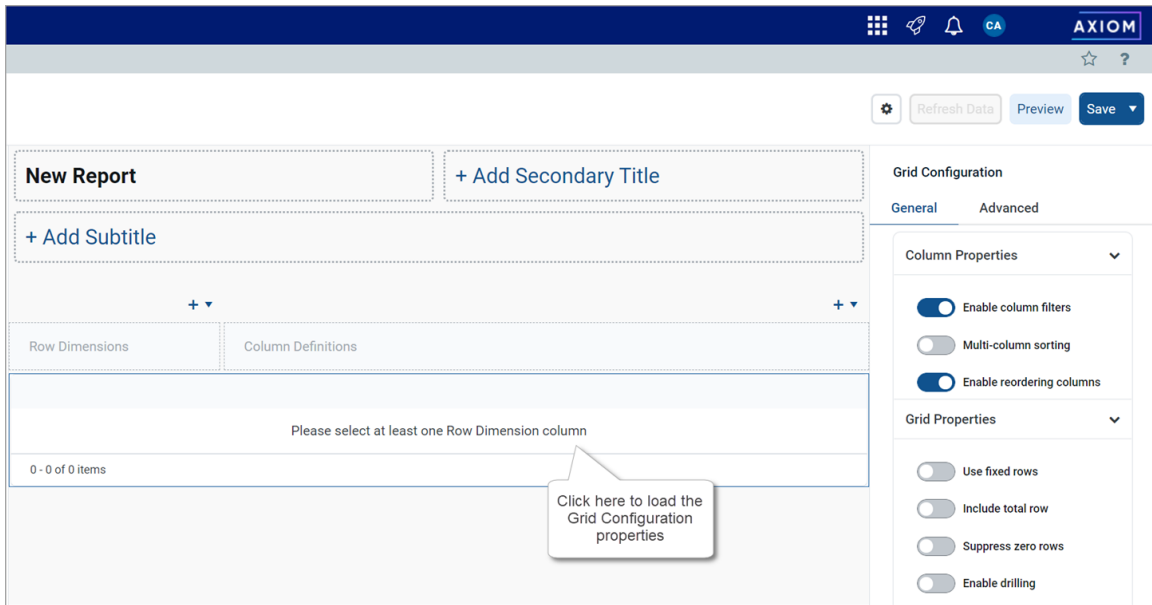 CA
AXIOM
?
Refresh Data
Preview
Save
New Report
+ Add Secondary Title
+ Add Subtitle
Row Dimensions
Column Definitions
Please select at least one Row Dimension column
0 - 0 of 0 items
Click here to load the
Grid Configuration
properties
Grid Configuration
General Advanced
Column Properties
Enable column filters
Multi-column sorting
Enable reordering columns
Grid Properties
Use fixed rows
Include total row
Suppress zero rows
Enable drilling